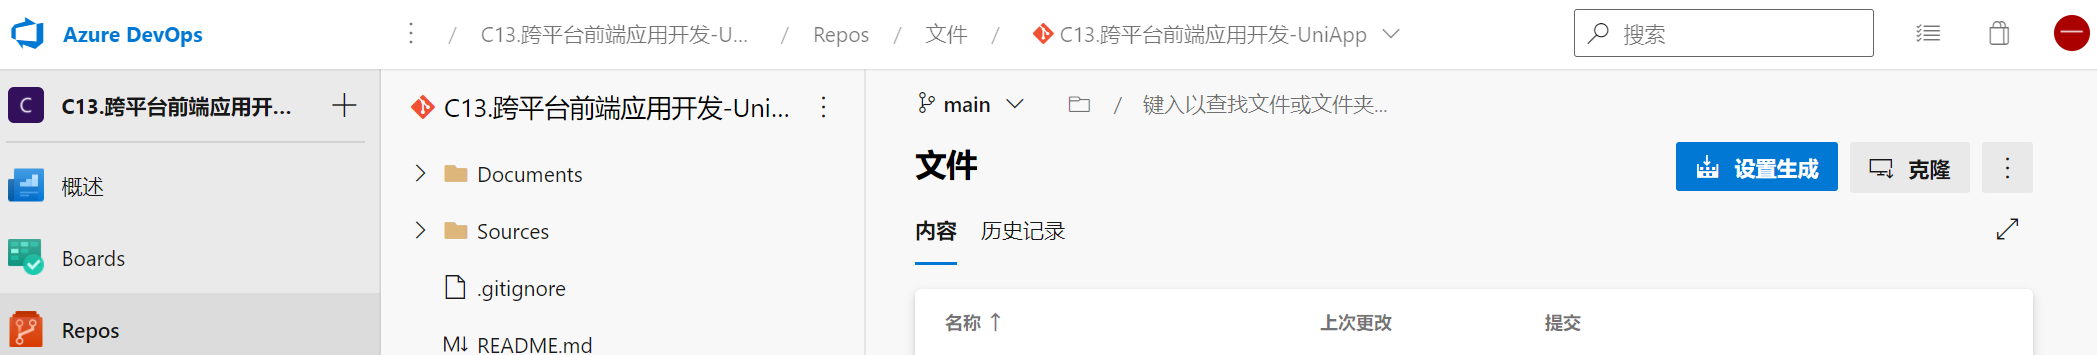 Azure DevOps
/ C13.跨平台前端应用开发-U... / Repos / 文件 / C13.跨平台前端应用开发-UniApp
搜索
C
C13.跨平台前端应用开...
概述
Boards
Repos
C13.跨平台前端应用开发-Uni...
Documents
Sources
.gitignore
M↓ README.md
main
/ 键入以查找文件或文件夹...
文件
设置生成
克隆
内容 历史记录
名称 ↑ 上次更改 提交